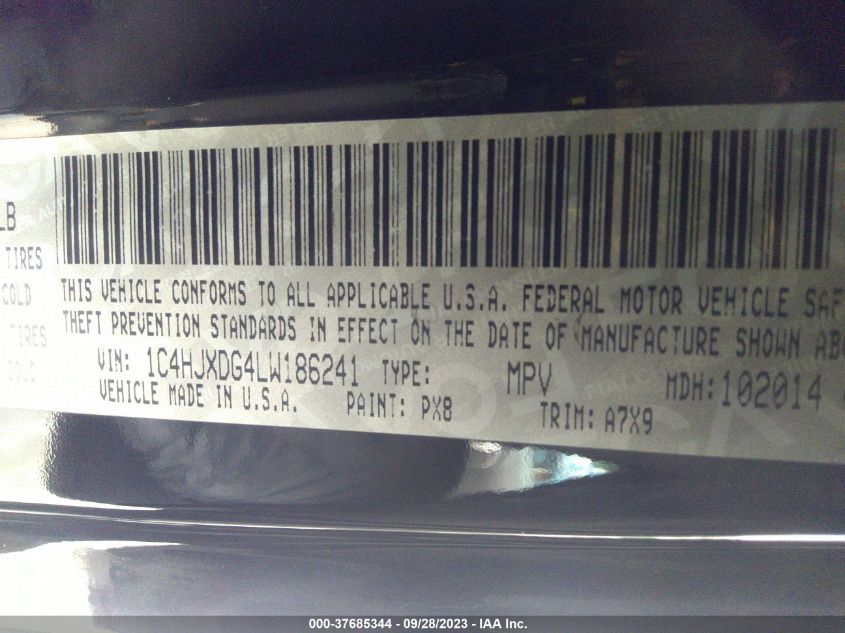 LB
TIRES
COLD
TIRES
COLD
THIS VEHICLE CONFORMS TO ALL APPLICABLE U.S.A. FEDERAL MOTOR VEHICLE SAF
THEFT PREVENTION STANDARDS IN EFFECT ON THE DATE OF MANUFACTURE SHOWN ABO
VIN: 1C4HJXDG4LW186241 TYPE: MPV MDH:102014
VEHICLE MADE IN U.S.A. PAINT: PX8 TRIM: A7X9
000-37685344 - 09/28/2023 - IAA Inc.